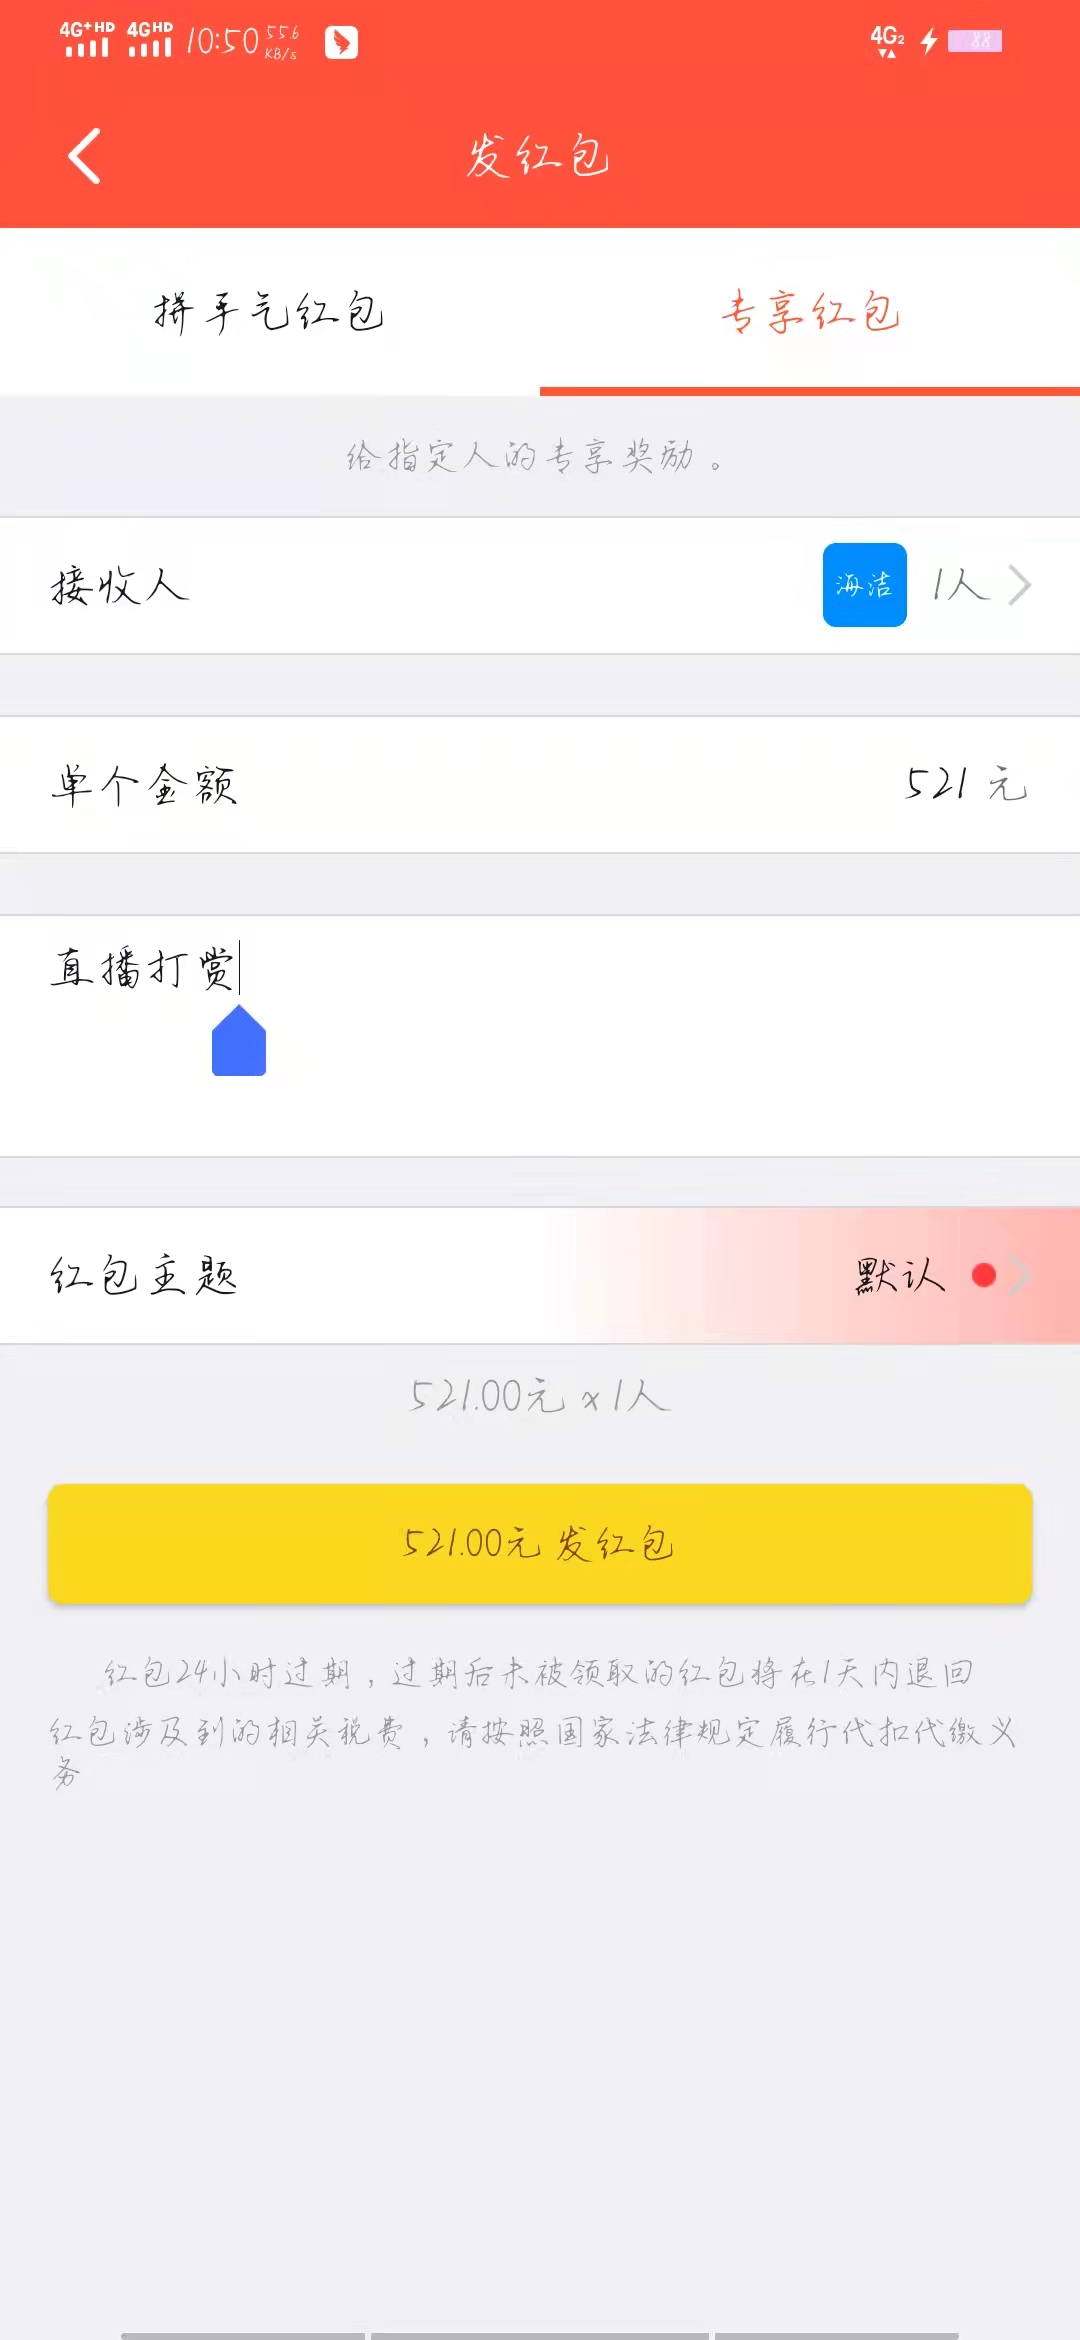 4G+HD 4GHD 10:50 55.6 KB/s 4G2 88
发红包
拼手气红包 专享红包
给指定人的专享奖励。
接收人 海洁 1人
单个金额 521 元
直播打赏
红包主题 默认
521.00元 x 1人
521.00元 发红包
红包24小时过期，过期后未被领取的红包将在1天内退回
红包涉及到的相关税费，请按照国家法律规定履行代扣代缴义
务